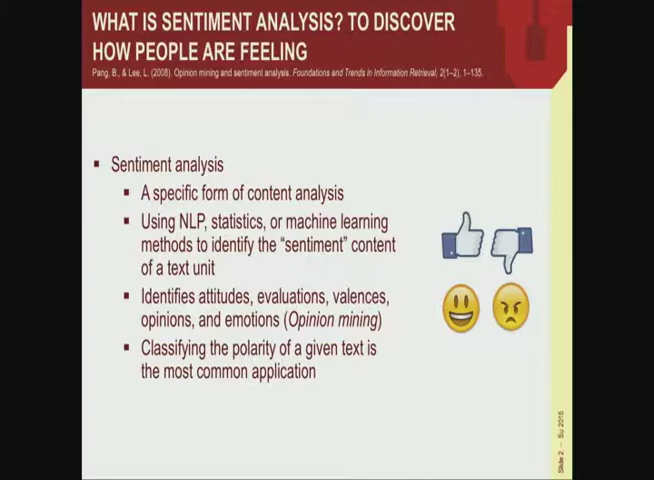 WHAT IS SENTIMENT ANALYSIS? TO DISCOVER
HOW PEOPLE ARE FEELING
Pang, B., & Lee, L. (2008). Opinion mining and sentiment analysis. Foundations and Trends in Information Retrieval, 2(1–2), 1–135.
▪ Sentiment analysis
▪ A specific form of content analysis
▪ Using NLP, statistics, or machine learning
methods to identify the “sentiment” content
of a text unit
▪ Identifies attitudes, evaluations, valences,
opinions, and emotions (Opinion mining)
▪ Classifying the polarity of a given text is
the most common application
Slide 2 — Su 2015